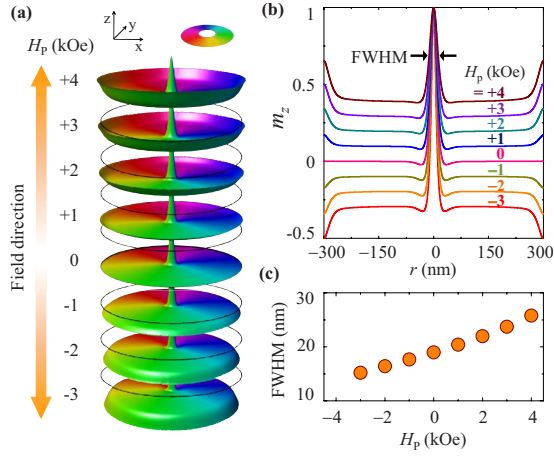 (a)
z
y
x
H_P (kOe)
+4
+3
+2
+1
0
-1
-2
-3
Field direction
(b)
1
0.5
0
-0.5
m_z
FWHM
H_p (kOe)
= +4
+3
+2
+1
0
−1
−2
−3
−300 −150 0 150 300
r (nm)
(c)
30
20
10
FWHM (nm)
−4 −2 0 2 4
H_P (kOe)